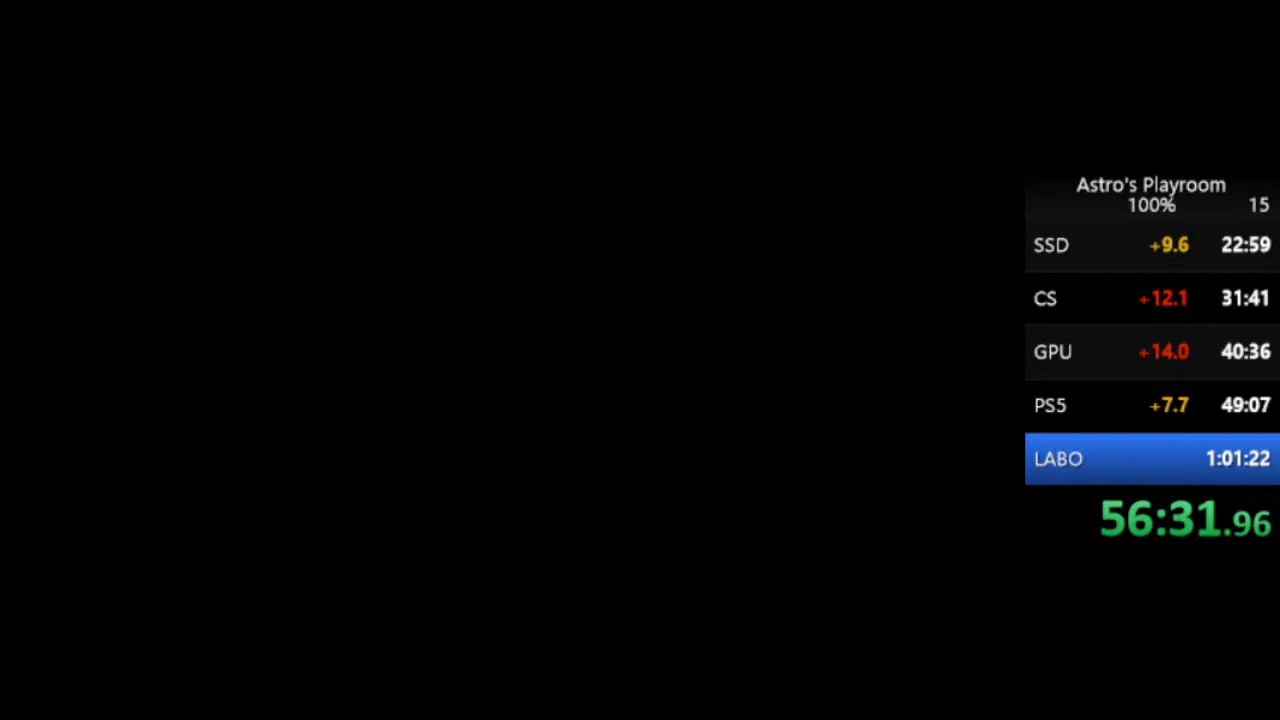 Astro's Playroom
100% 15
SSD +9.6 22:59
CS +12.1 31:41
GPU +14.0 40:36
PS5 +7.7 49:07
LABO 1:01:22
56:31.96